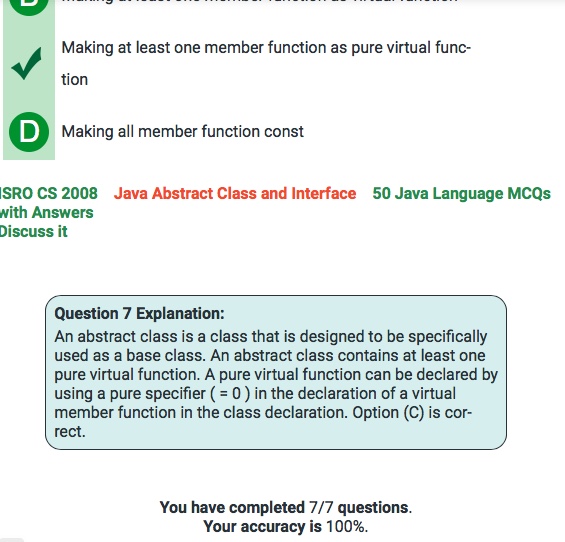 Making at least one member function as pure virtual func-
tion
D Making all member function const
ISRO CS 2008 Java Abstract Class and Interface 50 Java Language MCQs
with Answers
Discuss it
Question 7 Explanation:
An abstract class is a class that is designed to be specifically
used as a base class. An abstract class contains at least one
pure virtual function. A pure virtual function can be declared by
using a pure specifier ( = 0 ) in the declaration of a virtual
member function in the class declaration. Option (C) is cor-
rect.
You have completed 7/7 questions.
Your accuracy is 100%.